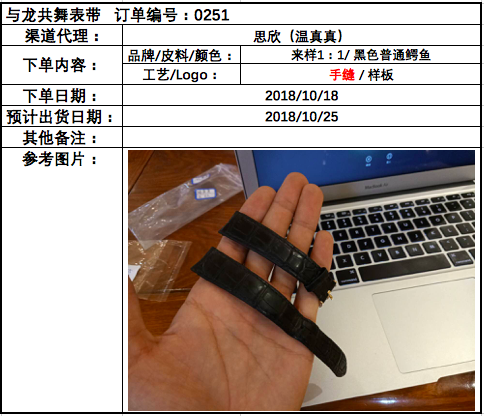 与龙共舞表带 订单编号：0251
渠道代理： 思欣（温真真）
下单内容： 品牌/皮料/颜色： 来样1：1/ 黑色普通鳄鱼
工艺/Logo： 手缝 / 样板
下单日期： 2018/10/18
预计出货日期： 2018/10/25
其他备注：
参考图片：
MacBook Air